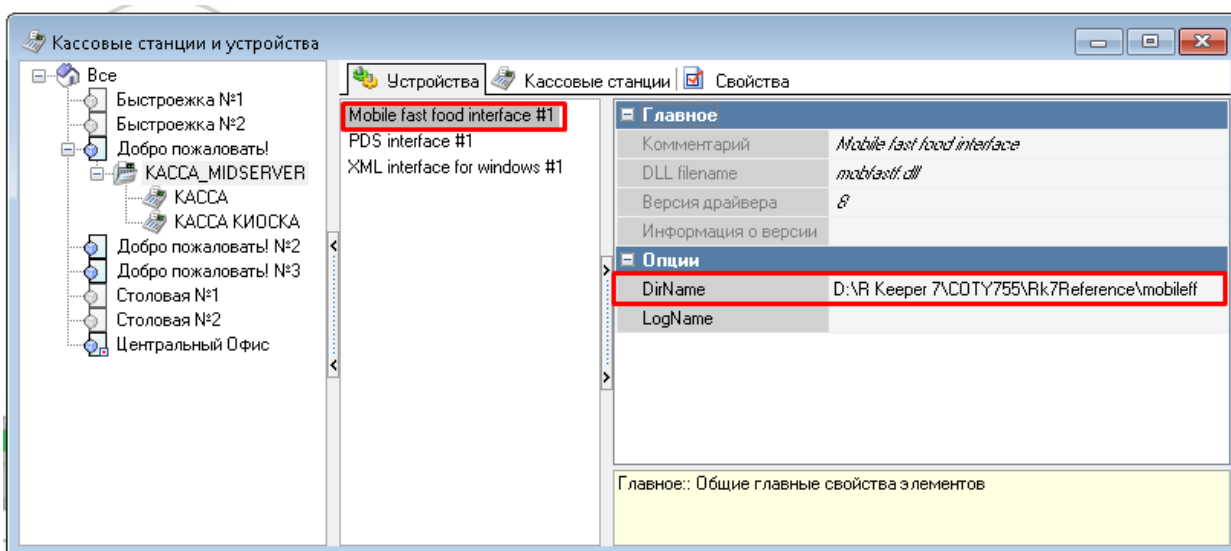 Кассовые станции и устройства
Все
Быстроежка №1
Быстроежка №2
Добро пожаловать!
КАССА_MIDSERVER
КАССА
КАССА КИОСКА
Добро пожаловать! №2
Добро пожаловать! №3
Столовая №1
Столовая №2
Центральный Офис
Устройства Кассовые станции Свойства
Mobile fast food interface #1
PDS interface #1
XML interface for windows #1
Главное
Комментарий Mobile fast food interface
DLL filename mobfastf.dll
Версия драйвера 8
Информация о версии
Опции
DirName D:\R Keeper 7\COTY755\Rk7Reference\mobileff
LogName
Главное:: Общие главные свойства элементов